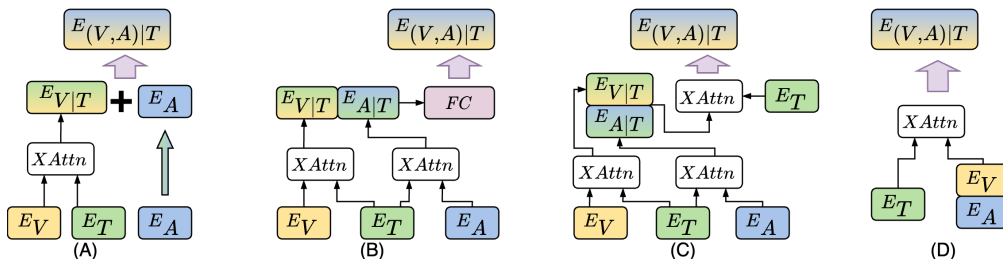 E(V,A)|T
E(V,A)|T
E(V,A)|T
E(V,A)|T
EV|T + EA
EV|T EA|T FC
EV|T XAttn ET
EA|T
XAttn
XAttn
XAttn XAttn
XAttn XAttn
EV ET EA
EV ET EA
EV ET EA
ET EV
EA
(A)
(B)
(C)
(D)